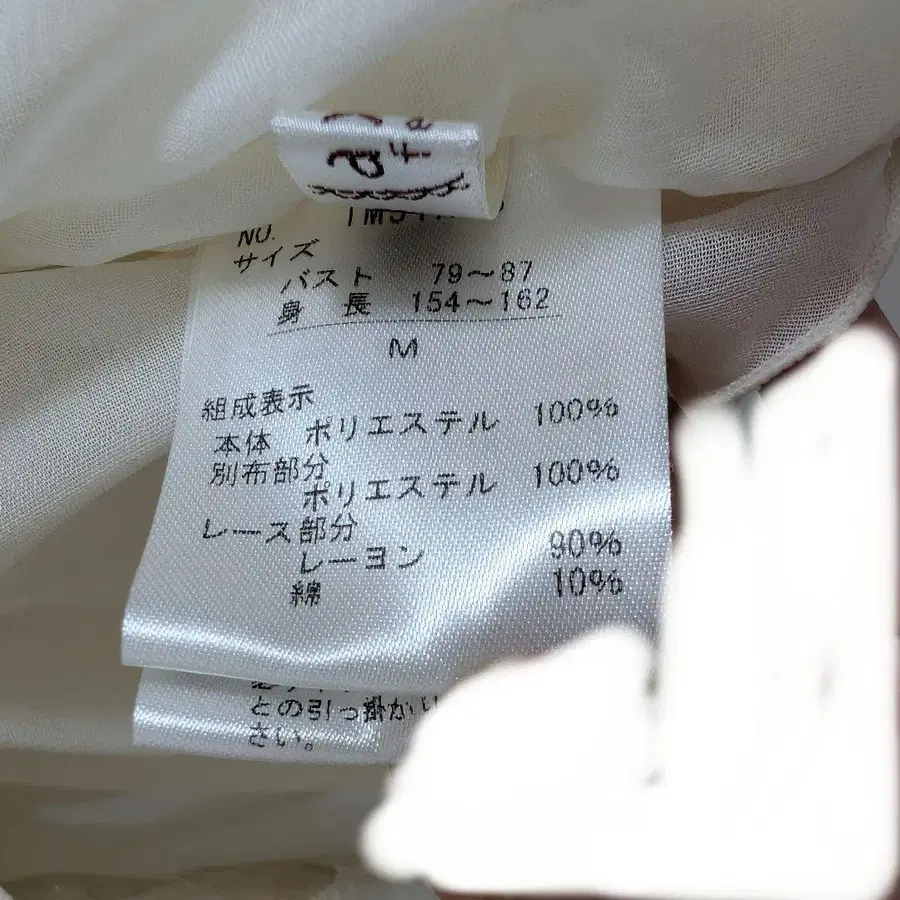 a
Fa
NO.
サイズ
バスト 79～87
身長 154～162
M
組成表示
本体 ポリエステル 100%
別布部分
ポリエステル 100%
レース部分
レーヨン 90%
綿 10%
との引っ掛かり
さい。